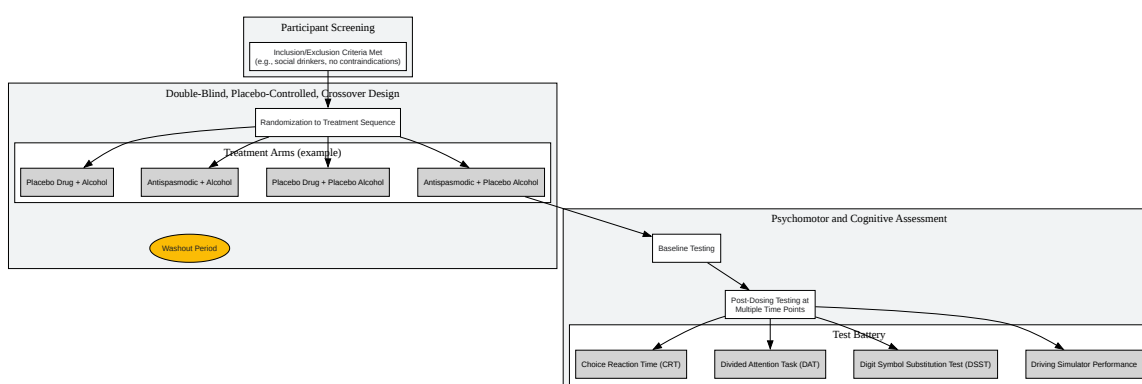 Participant Screening
Inclusion/Exclusion Criteria Met
(e.g., social drinkers, no contraindications)
Double-Blind, Placebo-Controlled, Crossover Design
Randomization to Treatment Sequence
Treatment Arms (example)
Placebo Drug + Alcohol
Antispasmodic + Alcohol
Placebo Drug + Placebo Alcohol
Antispasmodic + Placebo Alcohol
Washout Period
Psychomotor and Cognitive Assessment
Baseline Testing
Post-Dosing Testing at
Multiple Time Points
Test Battery
Choice Reaction Time (CRT)
Divided Attention Task (DAT)
Digit Symbol Substitution Test (DSST)
Driving Simulator Performance